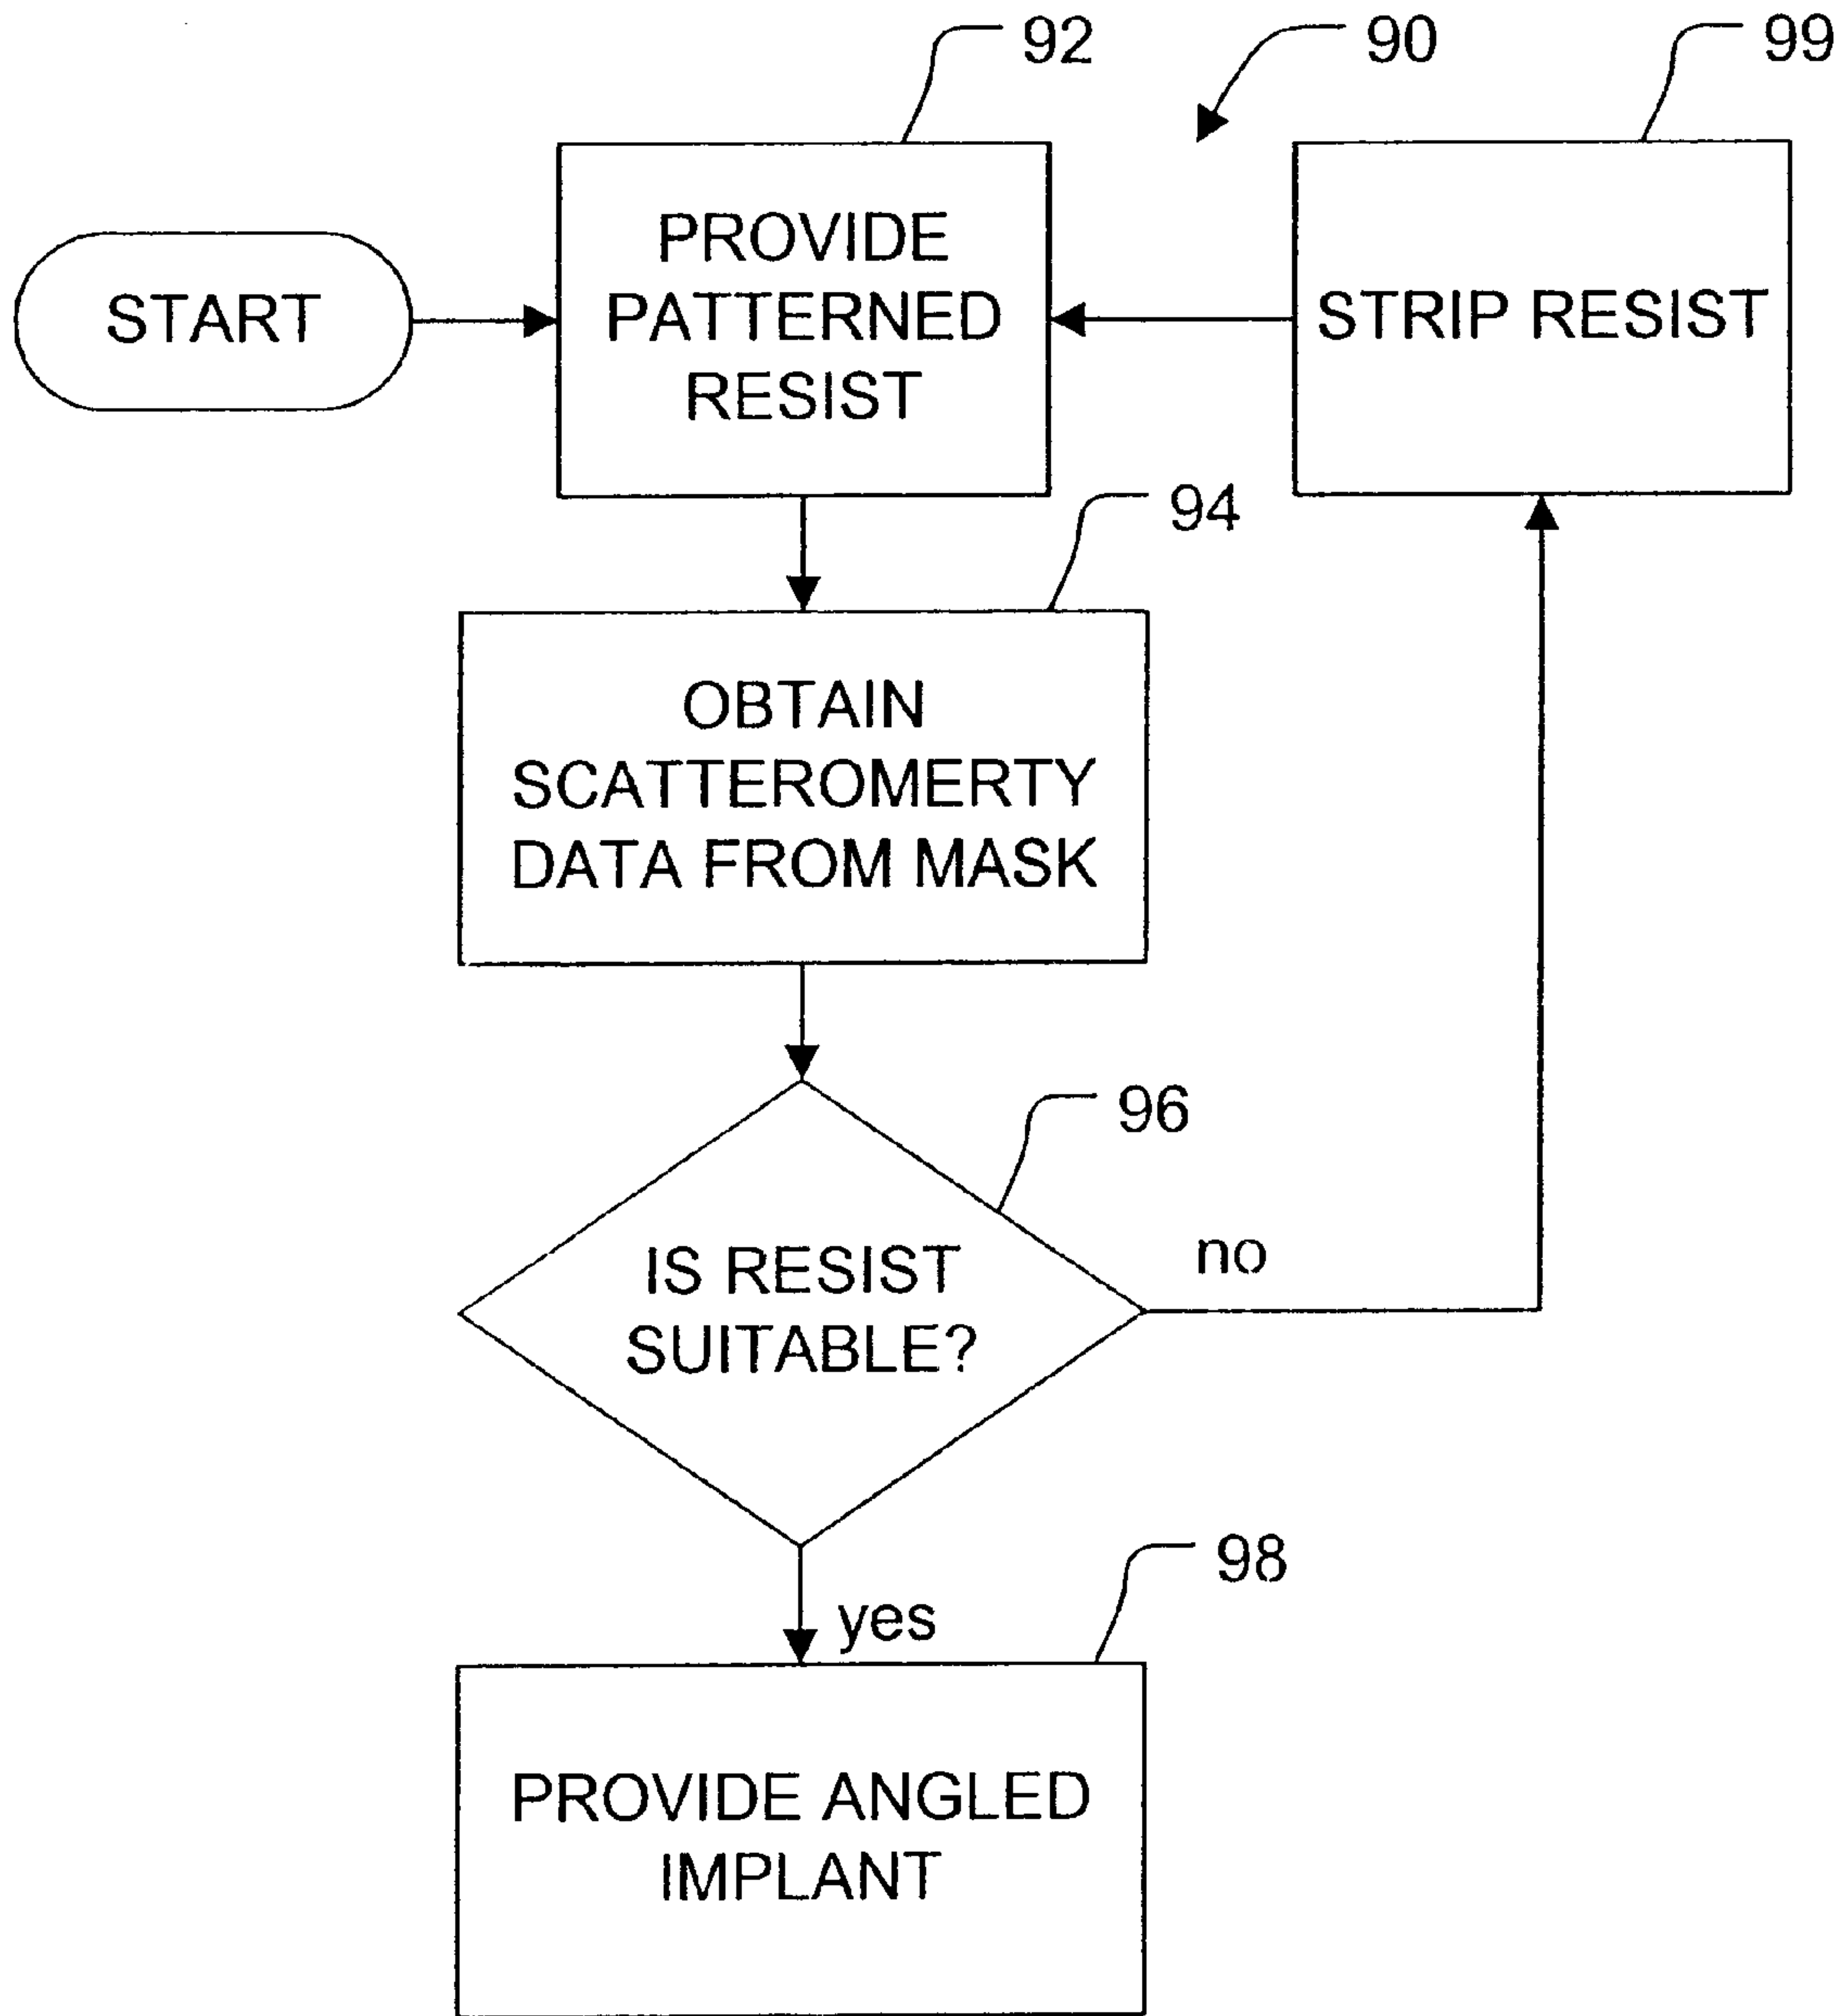 92
90
99
START
PROVIDE
PATTERNED
RESIST
STRIP RESIST
94
OBTAIN
SCATTEROMERTY
DATA FROM MASK
96
IS RESIST
SUITABLE?
no
98
yes
PROVIDE ANGLED
IMPLANT